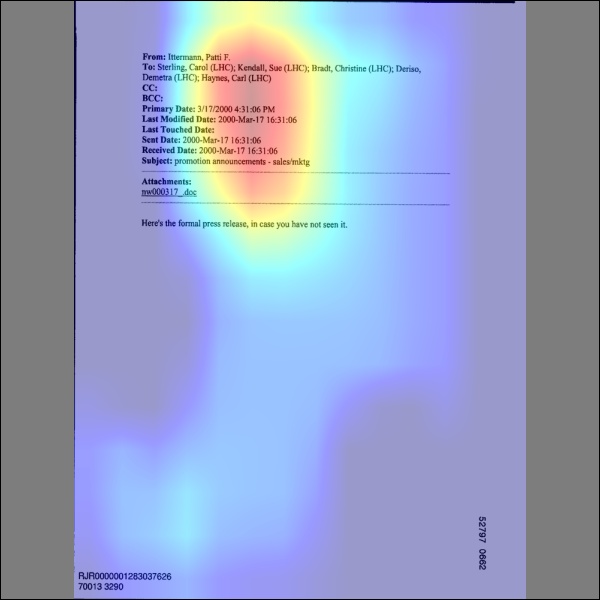 From: Ittermann, Patti F.
To: Sterling, Carol (LHC); Kendall, Sue (LHC); Bradt, Christine (LHC); Deriso,
Demetra (LHC); Haynes, Carl (LHC)
CC:
BCC:
Primary Date: 3/17/2000 4:31:06 PM
Last Modified Date: 2000-Mar-17 16:31:06
Last Touched Date:
Sent Date: 2000-Mar-17 16:31:06
Received Date: 2000-Mar-17 16:31:06
Subject: promotion announcements - sales/mktg
Attachments:
nw000317_.doc
Here's the formal press release, in case you have not seen it.
52797 0662
RJR0000001283037626
70013 3290